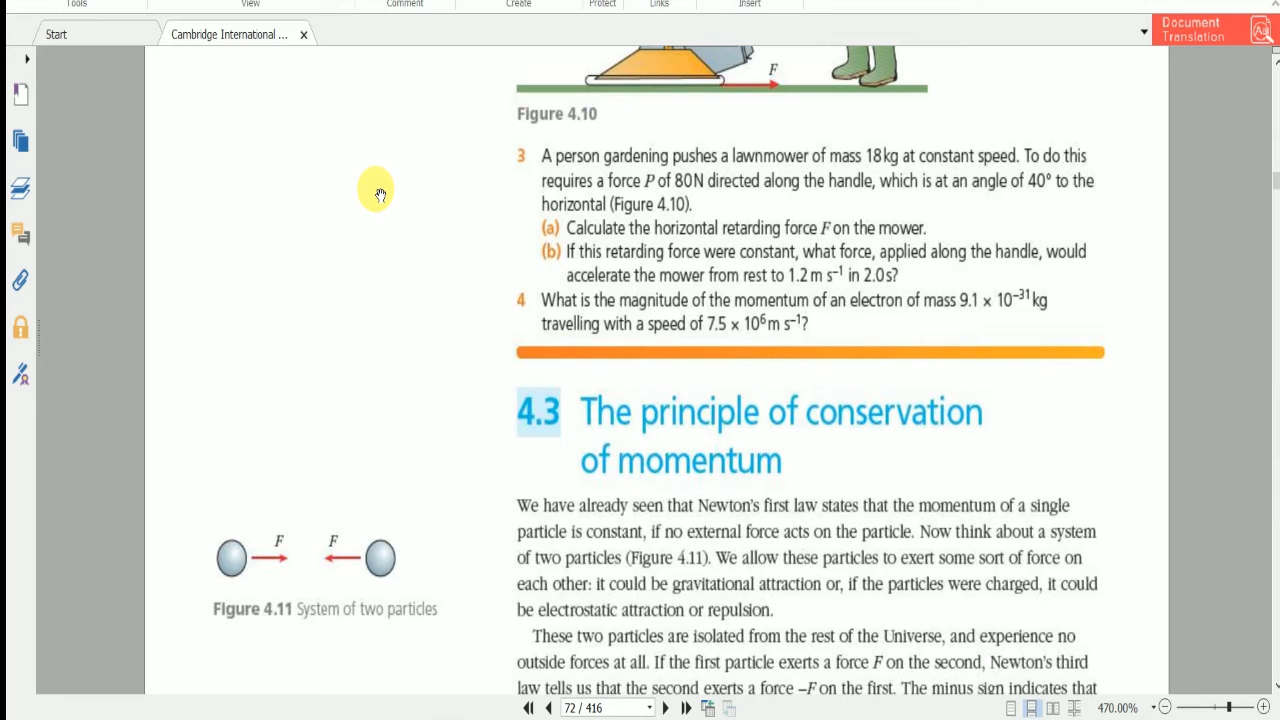 Tools View Comment Create Protect Links Insert
Start
Cambridge International ...
Document
Translation
F
Figure 4.10
3 A person gardening pushes a lawnmower of mass 18 kg at constant speed. To do this
requires a force P of 80 N directed along the handle, which is at an angle of 40° to the
horizontal (Figure 4.10).
(a) Calculate the horizontal retarding force F on the mower.
(b) If this retarding force were constant, what force, applied along the handle, would
accelerate the mower from rest to 1.2 m s⁻¹ in 2.0 s?
4 What is the magnitude of the momentum of an electron of mass 9.1 × 10⁻³¹ kg
travelling with a speed of 7.5 × 10⁶ m s⁻¹?
4.3 The principle of conservation
of momentum
We have already seen that Newton's first law states that the momentum of a single
particle is constant, if no external force acts on the particle. Now think about a system
of two particles (Figure 4.11). We allow these particles to exert some sort of force on
each other: it could be gravitational attraction or, if the particles were charged, it could
be electrostatic attraction or repulsion.
F F
Figure 4.11 System of two particles
These two particles are isolated from the rest of the Universe, and experience no
outside forces at all. If the first particle exerts a force F on the second, Newton's third
law tells us that the second exerts a force –F on the first. The minus sign indicates that
72 / 416
470.00%